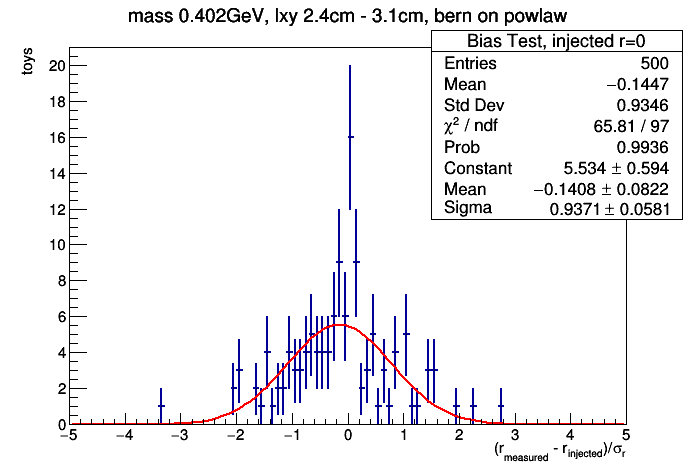 mass 0.402GeV, lxy 2.4cm - 3.1cm, bern on powlaw
Bias Test, injected r=0
Entries 500
Mean −0.1447
Std Dev 0.9346
χ² / ndf 65.81 / 97
Prob 0.9936
Constant 5.534 ± 0.594
Mean −0.1408 ± 0.0822
Sigma 0.9371 ± 0.0581
toys
20
18
16
14
12
10
8
6
4
2
0
−5 −4 −3 −2 −1 0 1 2 3 4 5
(r_measured - r_injected)/σ_r